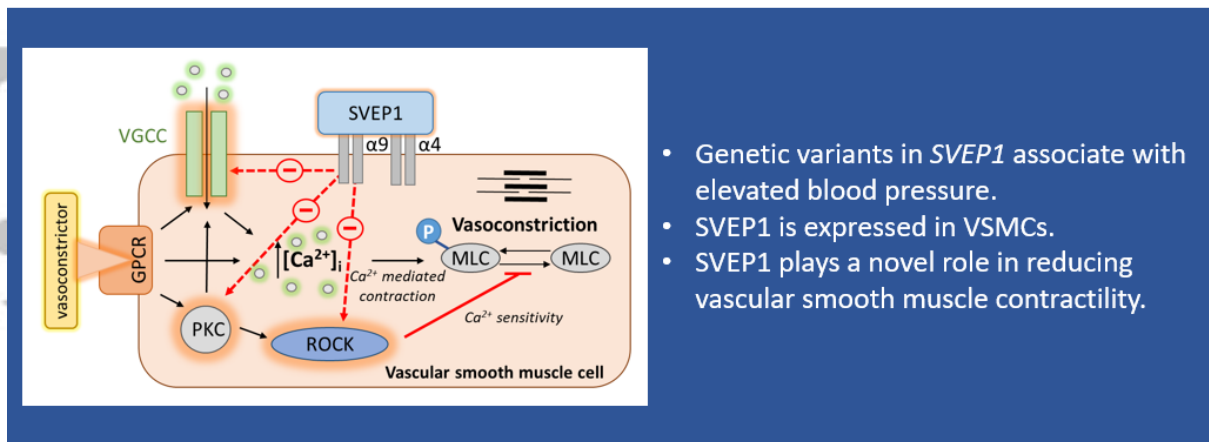 SVEP1
VGCC
α9
α4
vasoconstrictor
GPCR
Vasoconstriction
P
[Ca²⁺]ᵢ
MLC
MLC
Ca²⁺ mediated
contraction
Ca²⁺ sensitivity
PKC
ROCK
Vascular smooth muscle cell
• Genetic variants in SVEP1 associate with
elevated blood pressure.
• SVEP1 is expressed in VSMCs.
• SVEP1 plays a novel role in reducing
vascular smooth muscle contractility.